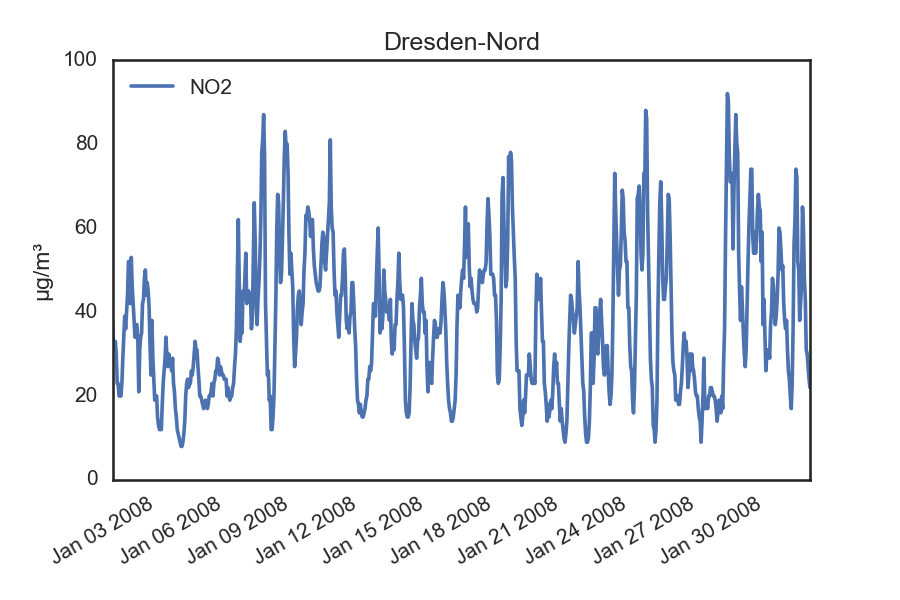 Dresden-Nord
100
80
60
40
20
0
µg/m³
NO2
Jan 03 2008
Jan 06 2008
Jan 09 2008
Jan 12 2008
Jan 15 2008
Jan 18 2008
Jan 21 2008
Jan 24 2008
Jan 27 2008
Jan 30 2008